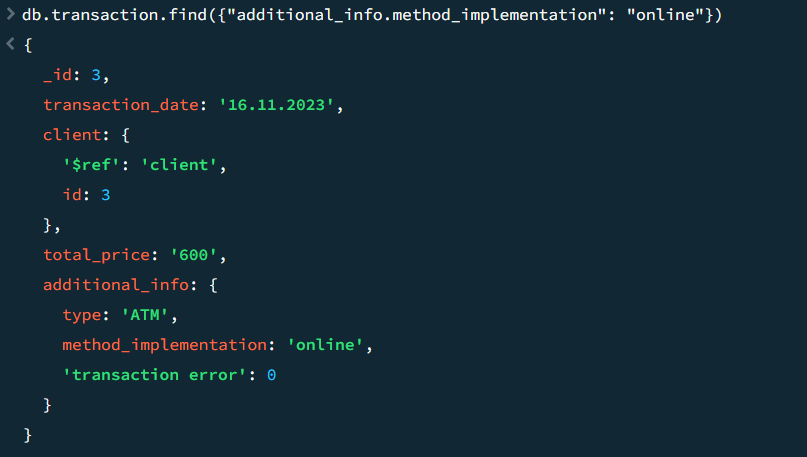 db.transaction.find({"additional_info.method_implementation": "online"})
{
_id: 3,
transaction_date: '16.11.2023',
client: {
'$ref': 'client',
id: 3
},
total_price: '600',
additional_info: {
type: 'ATM',
method_implementation: 'online',
'transaction error': 0
}
}